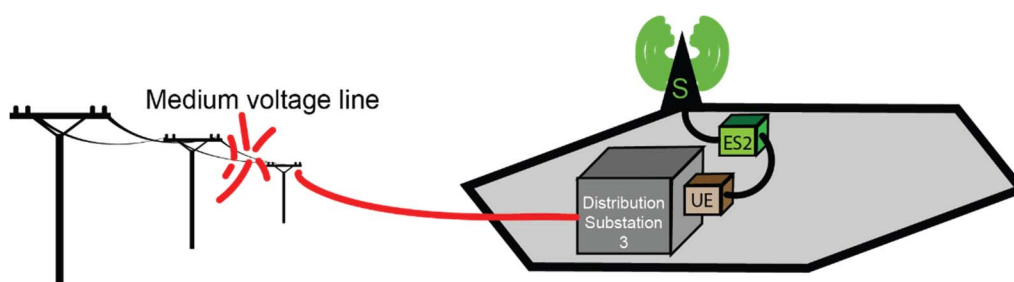 Medium voltage line
S
ES2
UE
Distribution
Substation
3